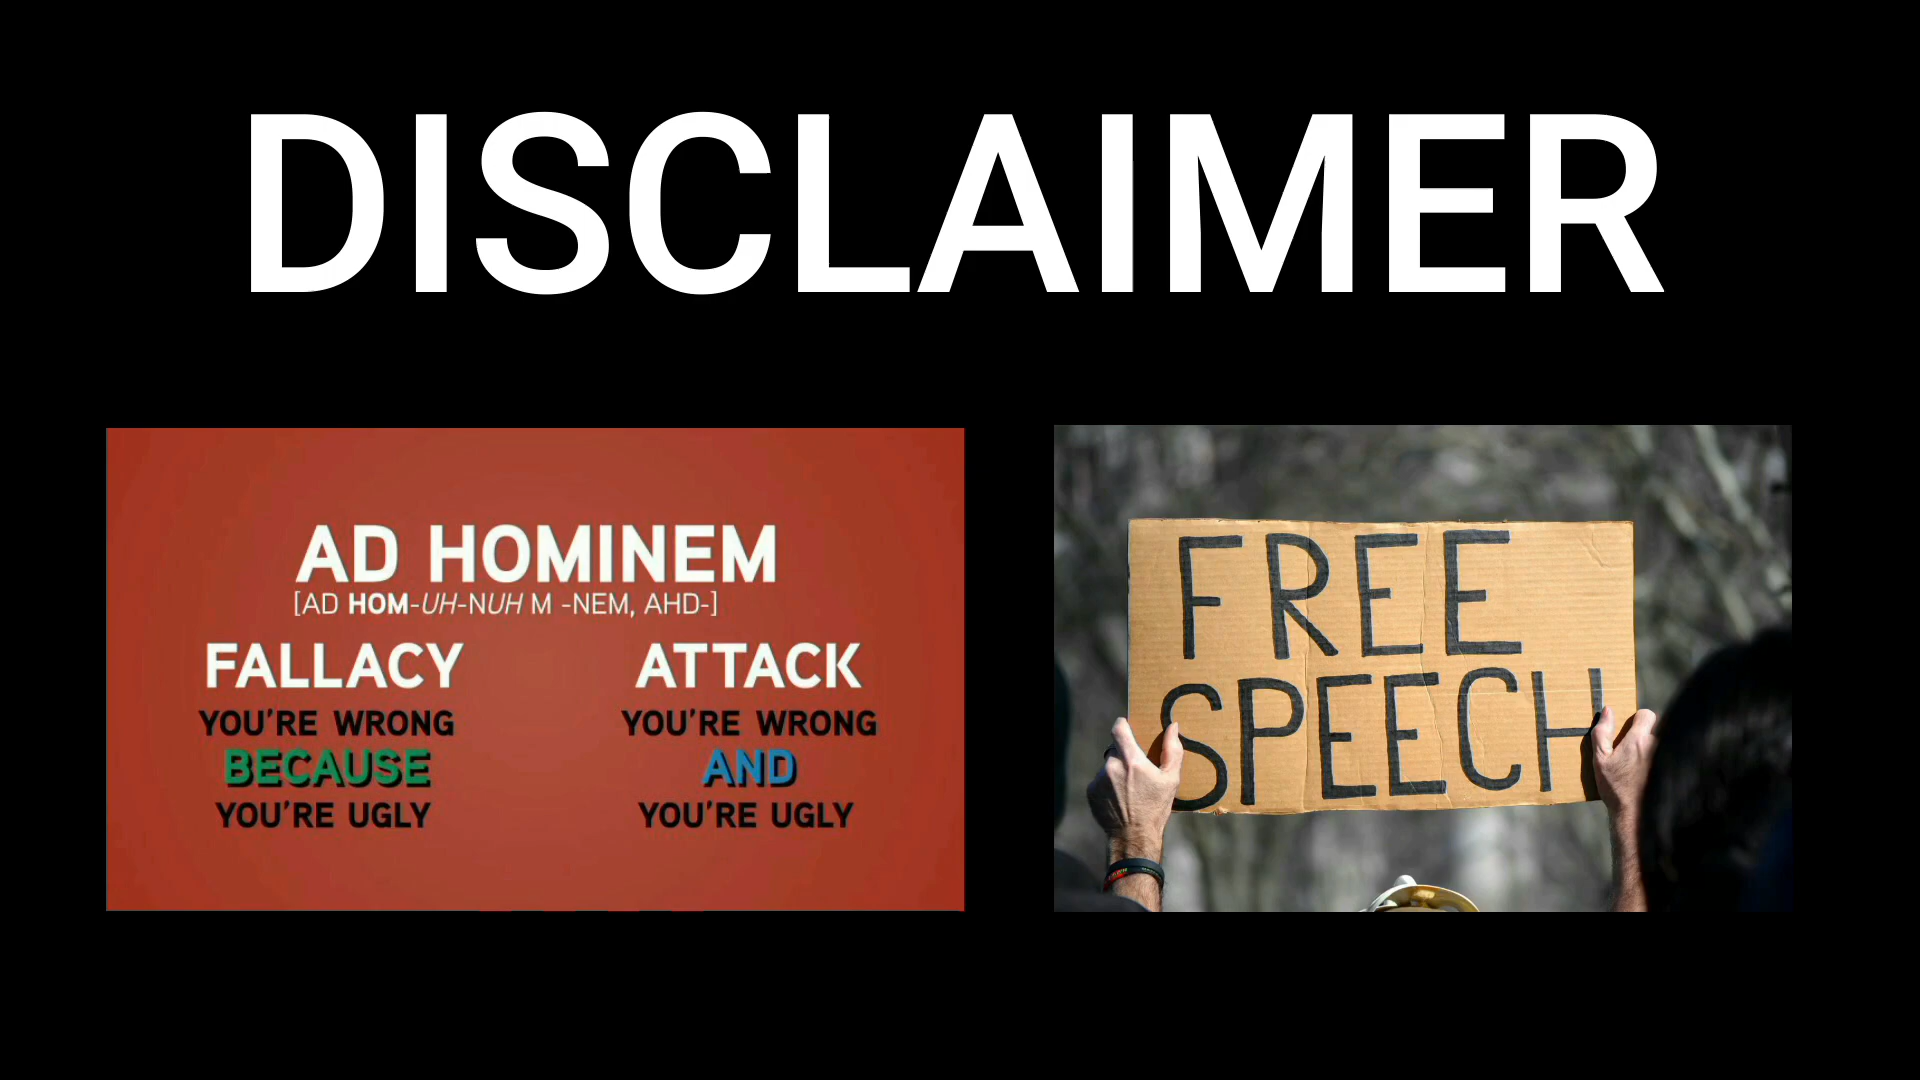 DISCLAIMER
AD HOMINEM
[AD HOM-UH-NUH M -NEM, AHD-]
FALLACY
YOU'RE WRONG
BECAUSE
YOU'RE UGLY
ATTACK
YOU'RE WRONG
AND
YOU'RE UGLY
FREE
SPEECH